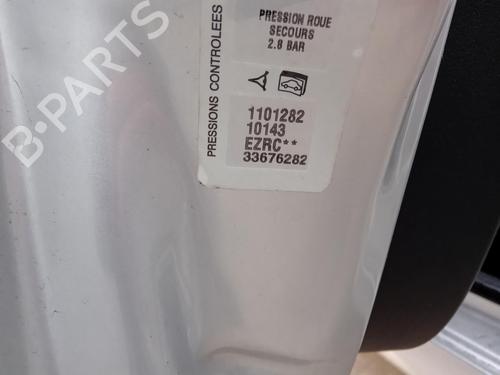 PRESSION ROUE
SECOURS
2.8 BAR
PRESSIONS CONTROLEES
1101282
10143
EZRC**
33676282
B-PARTS